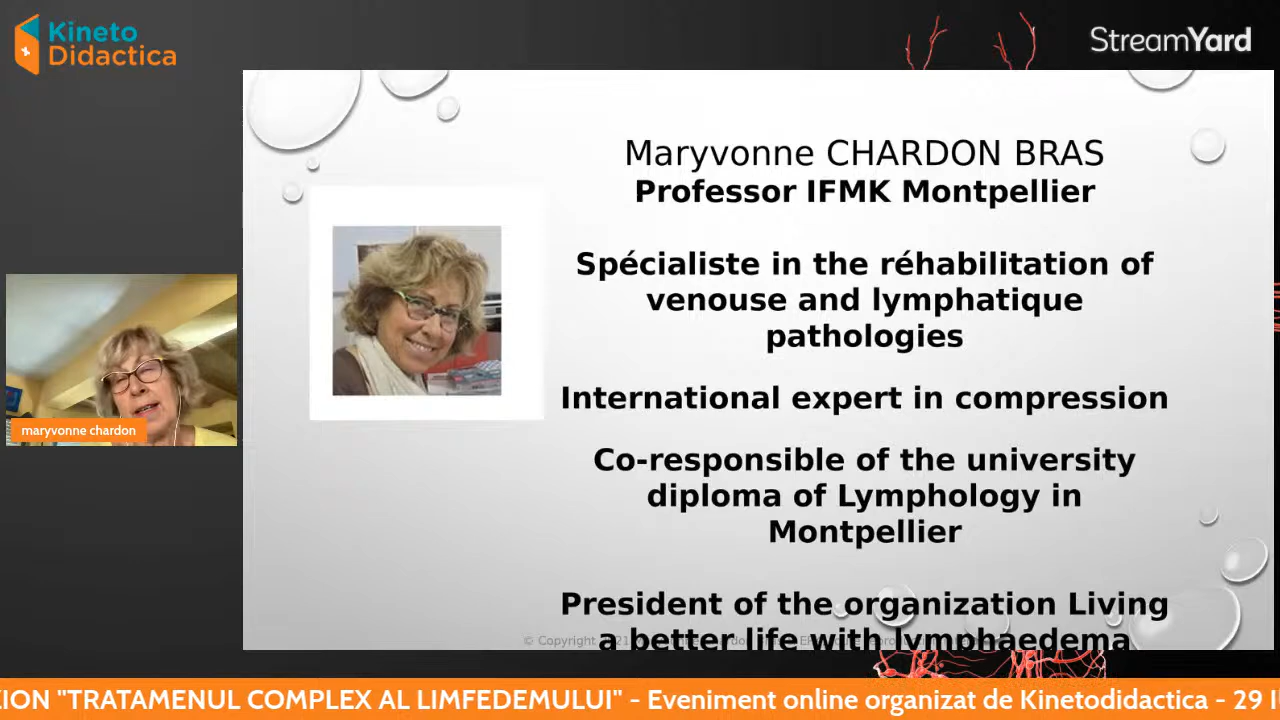 Kineto
Didactica
StreamYard
Maryvonne CHARDON BRAS
Professor IFMK Montpellier
Spécialiste in the réhabilitation of
venouse and lymphatique
pathologies
International expert in compression
Co-responsible of the university
diploma of Lymphology in
Montpellier
President of the organization Living
a better life with lymphaedema
© Copyright
maryvonne chardon
"TRATAMENUL COMPLEX AL LIMFEDEMULUI" - Eveniment online organizat de Kinetodidactica - 29